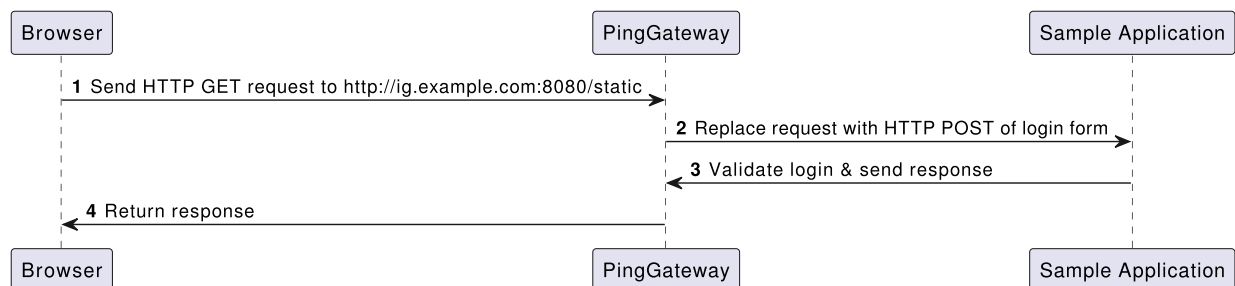 Browser
PingGateway
Sample Application
1 Send HTTP GET request to http://ig.example.com:8080/static
2 Replace request with HTTP POST of login form
3 Validate login & send response
4 Return response
Browser
PingGateway
Sample Application